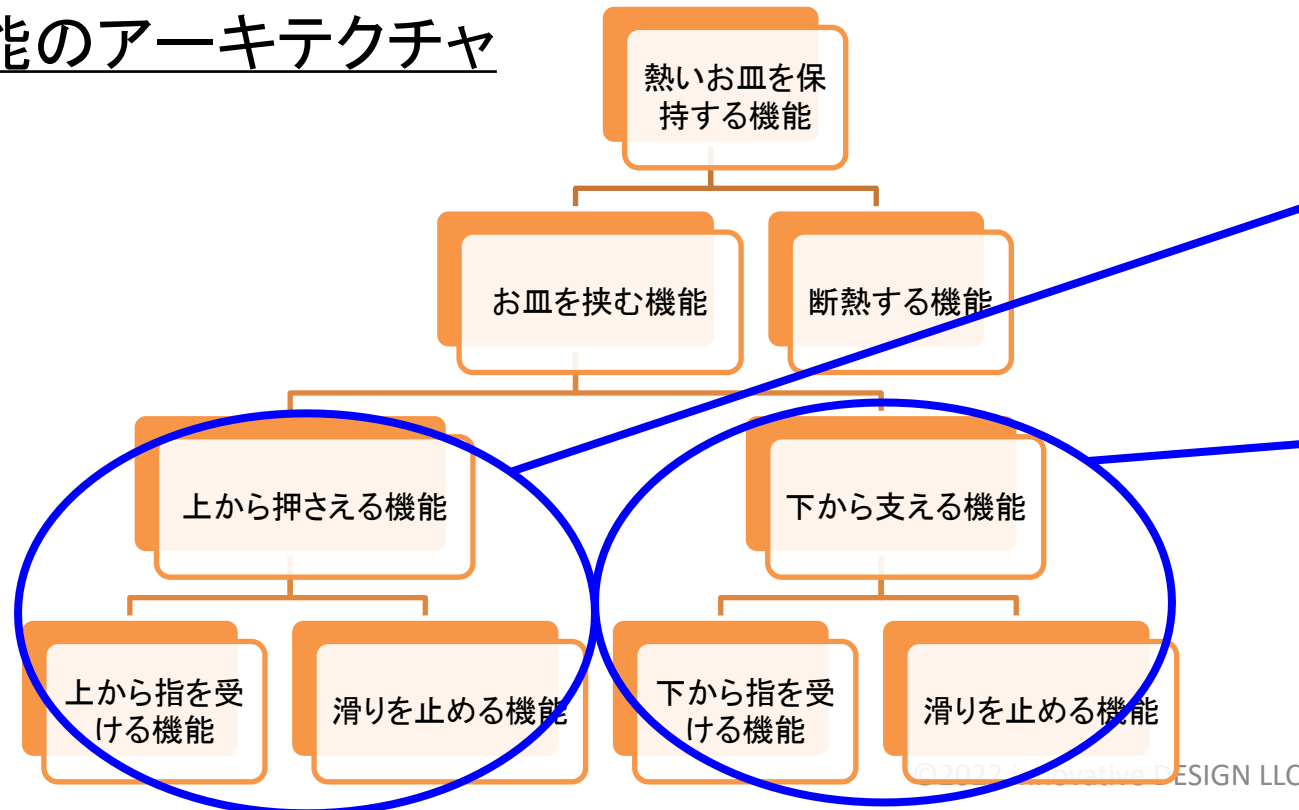 能のアーキテクチャ
熱いお皿を保
持する機能
お皿を挟む機能
断熱する機能
上から押さえる機能
下から支える機能
上から指を受
ける機能
滑りを止める機能
下から指を受
ける機能
滑りを止める機能
©2022 innovative DESIGN LLC